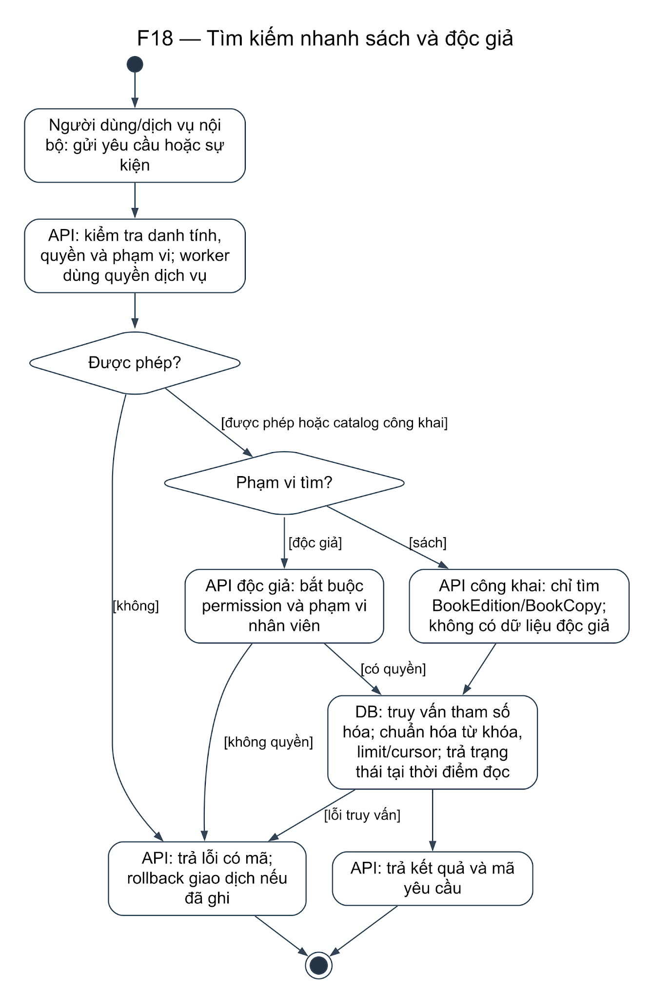 F18 — Tìm kiếm nhanh sách và độc giả
Người dùng/dịch vụ nội
bộ: gửi yêu cầu hoặc sự
kiện
API: kiểm tra danh tính,
quyền và phạm vi; worker
dùng quyền dịch vụ
Được phép?
[được phép hoặc catalog công khai]
Phạm vi tìm?
[độc giả]
[sách]
API độc giả: bắt buộc
permission và phạm vi
nhân viên
API công khai: chỉ tìm
BookEdition/BookCopy;
không có dữ liệu độc giả
[không]
[có quyền]
DB: truy vấn tham số
hóa; chuẩn hóa từ khóa,
limit/cursor; trả trạng
thái tại thời điểm đọc
[không quyền]
[lỗi truy vấn]
API: trả lỗi có mã;
rollback giao dịch nếu
đã ghi
API: trả kết quả và mã
yêu cầu